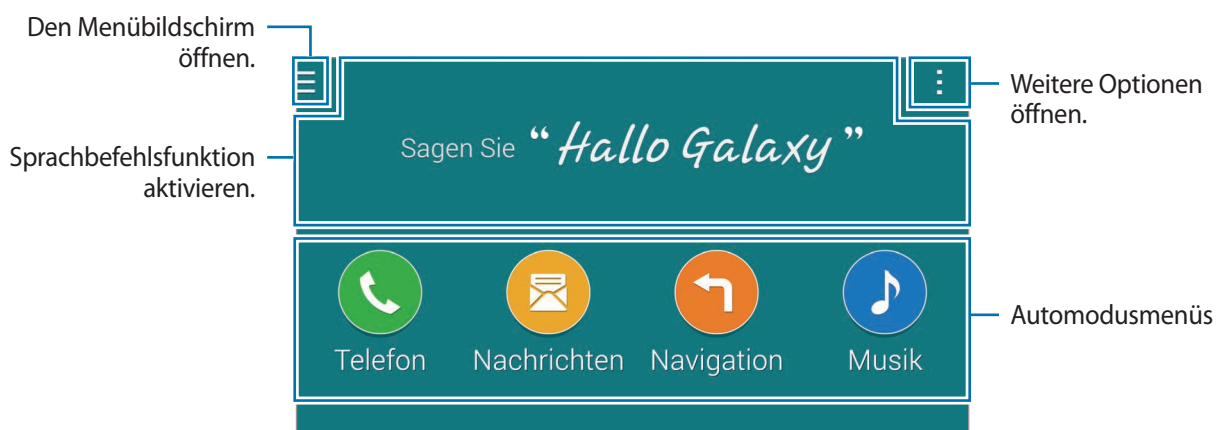 Den Menübildschirm
öffnen.
Weitere Optionen
öffnen.
Sagen Sie “ Hallo Galaxy ”
Sprachbefehlsfunktion
aktivieren.
Automodusmenüs
Telefon
Nachrichten
Navigation
Musik